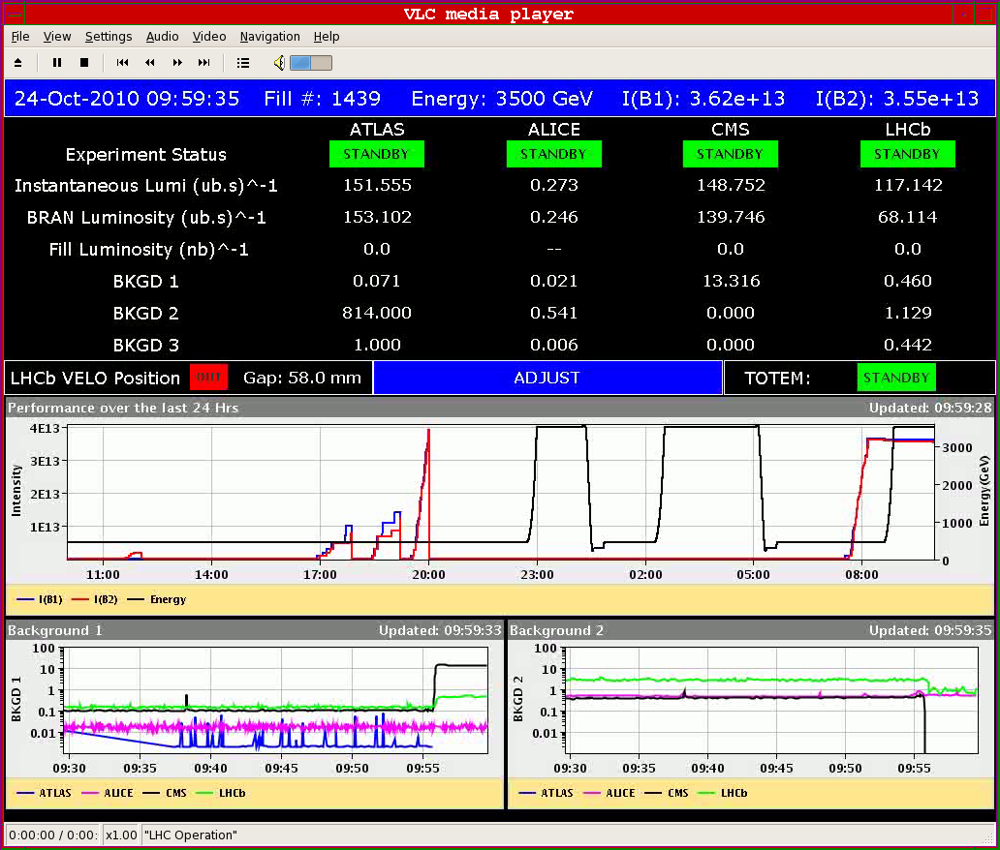 VLC media player
File View Settings Audio Video Navigation Help
24-Oct-2010 09:59:35 Fill #: 1439 Energy: 3500 GeV I(B1): 3.62e+13 I(B2): 3.55e+13
ATLAS ALICE CMS LHCb
Experiment Status STANDBY STANDBY STANDBY STANDBY
Instantaneous Lumi (ub.s)^-1 151.555 0.273 148.752 117.142
BRAN Luminosity (ub.s)^-1 153.102 0.246 139.746 68.114
Fill Luminosity (nb)^-1 0.0 -- 0.0 0.0
BKGD 1 0.071 0.021 13.316 0.460
BKGD 2 814.000 0.541 0.000 1.129
BKGD 3 1.000 0.006 0.000 0.442
LHCb VELO Position OUT Gap: 58.0 mm ADJUST TOTEM: STANDBY
Performance over the last 24 Hrs Updated: 09:59:28
4E13
3E13 3000
2E13 2000
1E13 1000
0
Intensity
Energy(GeV)
11:00 14:00 17:00 20:00 23:00 02:00 05:00 08:00
I(B1) I(B2) Energy
Background 1 Updated: 09:59:33
100
10
1
0.1
0.01
BKGD 1
09:30 09:35 09:40 09:45 09:50 09:55
ATLAS ALICE CMS LHCb
Background 2 Updated: 09:59:35
100
10
1
0.1
0.01
BKGD 2
09:30 09:35 09:40 09:45 09:50 09:55
ATLAS ALICE CMS LHCb
0:00:00 / 0:00: x1.00 "LHC Operation"